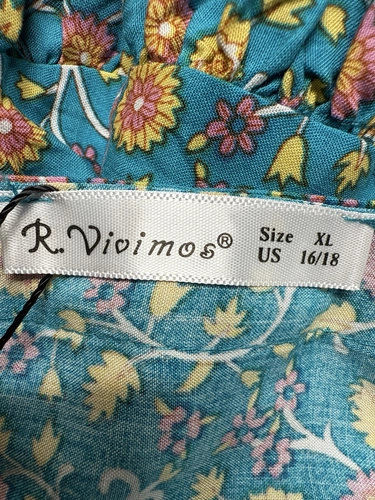 R. Vivimos®
Size XL
US 16/18